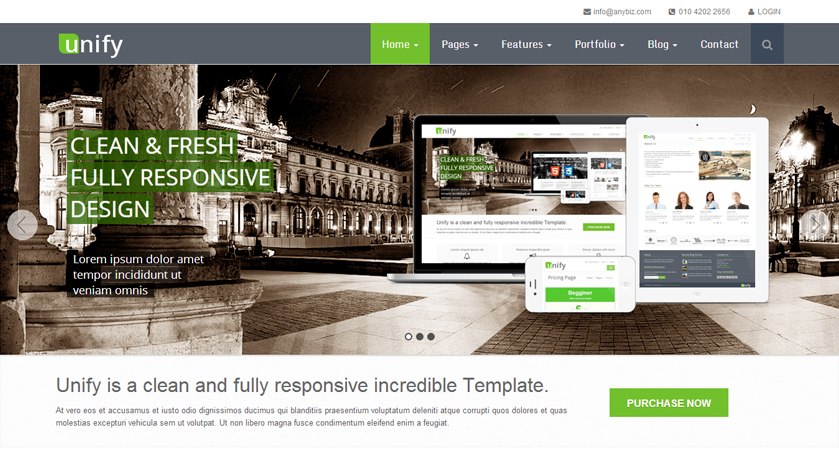 info@anybiz.com 010 4202 2656 LOGIN
unify
Home Pages Features Portfolio Blog Contact
CLEAN & FRESH
FULLY RESPONSIVE
DESIGN
Lorem ipsum dolor amet
tempor incididunt ut
veniam omnis
unify
CLEAN & FRESH
FULLY RESPONSIVE
DESIGN
Unify is a clean and fully responsive incredible Template.
unify
unify
Pricing Page
Begginer
Unify is a clean and fully responsive incredible Template.
At vero eos et accusamus et iusto odio dignissimos ducimus qui blanditiis praesentium voluptatum deleniti atque corrupti quos dolores et quas
molestias excepturi vehicula sem ut volutpat. Ut non libero magna fusce condimentum eleifend enim a feugiat.
PURCHASE NOW